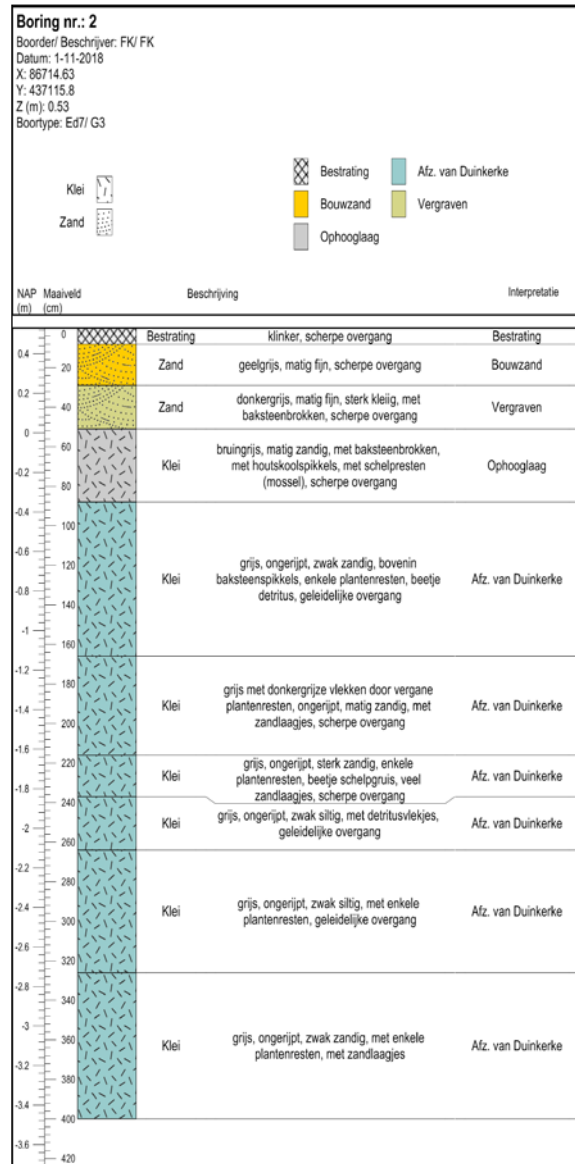 Boring nr.: 2
Boorder/ Beschrijver: FK/ FK
Datum: 1-11-2018
X: 86714.63
Y: 437115.8
Z (m): 0.53
Boortype: Ed7/ G3
Klei
Zand
Bestrating
Bouwzand
Ophooglaag
Afz. van Duinkerke
Vergraven
NAP Maaiveld Beschrijving Interpretatie
(m) (cm)
0 Bestrating klinker, scherpe overgang Bestrating
0.4
20 Zand geelgrijs, matig fijn, scherpe overgang Bouwzand
0.2
40 Zand donkergrijs, matig fijn, sterk kleiig, met
baksteenbrokken, scherpe overgang Vergraven
0
60
-0.2
80
Klei bruingrijs, matig zandig, met baksteenbrokken,
met houtskoolspikkels, met schelpresten
(mossel), scherpe overgang Ophooglaag
-0.4
100
-0.6
120
-0.8
140
-1
160
Klei grijs, ongerijpt, zwak zandig, bovenin
baksteenspikkels, enkele plantenresten, beetje
detritus, geleidelijke overgang Afz. van Duinkerke
-1.2
180
-1.4
200
-1.6
Klei grijs met donkergrijze vlekken door vergane
plantenresten, ongerijpt, matig zandig, met
zandlaagjes, scherpe overgang Afz. van Duinkerke
220
-1.8
Klei grijs, ongerijpt, sterk zandig, enkele
plantenresten, beetje schelpgruis, veel
zandlaagjes, scherpe overgang Afz. van Duinkerke
240
-2
260
Klei grijs, ongerijpt, zwak siltig, met detritusvlekjes,
geleidelijke overgang Afz. van Duinkerke
-2.2
280
-2.4
300
-2.6
320
Klei grijs, ongerijpt, zwak siltig, met enkele
plantenresten, geleidelijke overgang Afz. van Duinkerke
-2.8
340
-3
360
-3.2
380
-3.4
400
Klei grijs, ongerijpt, zwak zandig, met enkele
plantenresten, met zandlaagjes Afz. van Duinkerke
-3.6
420